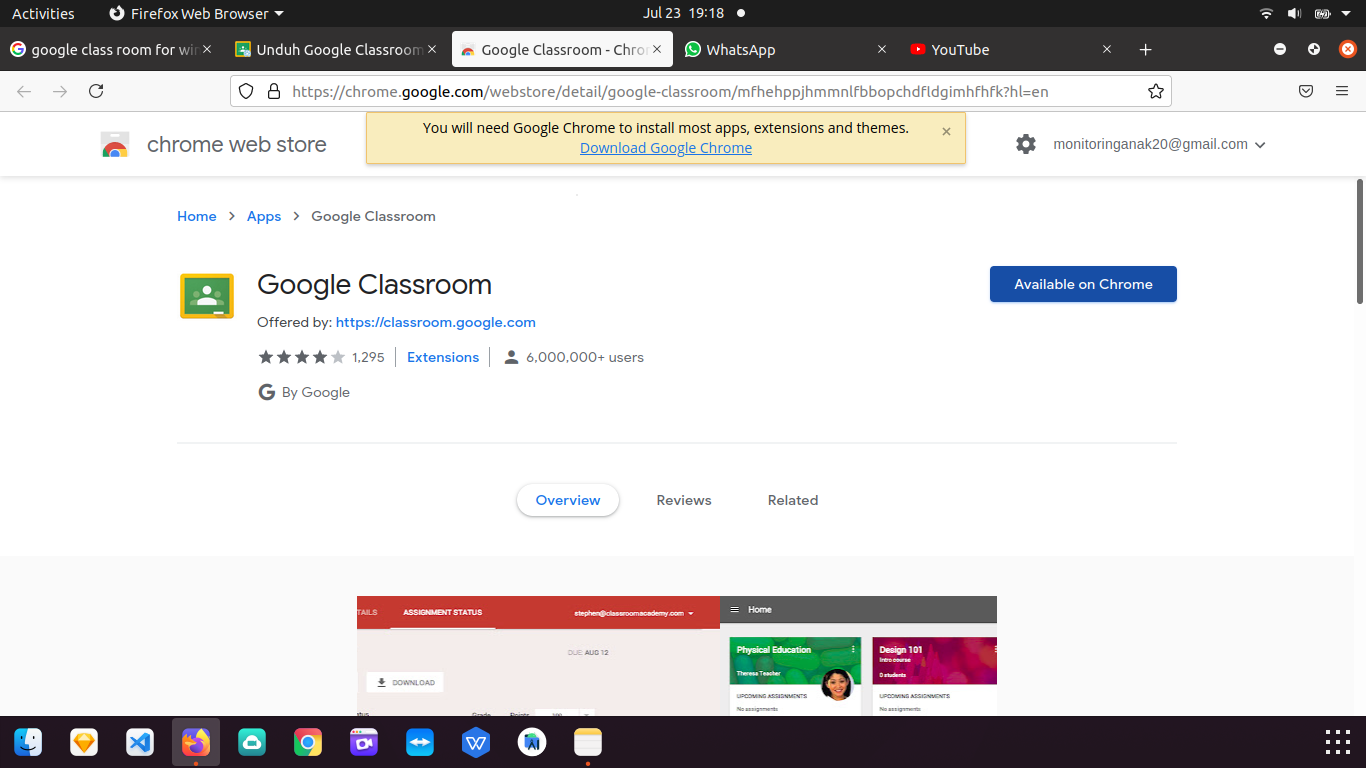 Activities
Firefox Web Browser
Jul 23 19:18
google class room for wi
Unduh Google Classroom
Google Classroom - Chro
WhatsApp
YouTube
https://chrome.google.com/webstore/detail/google-classroom/mfhehppjhmmnlfbbopchdfldgimhfhfk?hl=en
You will need Google Chrome to install most apps, extensions and themes.
Download Google Chrome
chrome web store
monitoringanak20@gmail.com
Home
Apps
Google Classroom
Google Classroom
Available on Chrome
Offered by: https://classroom.google.com
1,295
Extensions
6,000,000+ users
By Google
Overview
Reviews
Related
TAILS
ASSIGNMENT STATUS
stephen@classroomacademy.com
Home
DUE AUG 12
Physical Education
Theresa Teacher
Design 101
Intro course
0 students
DOWNLOAD
UPCOMING ASSIGNMENTS
No assignments
UPCOMING ASSIGNMENTS
No assignments
Grade
Points
100